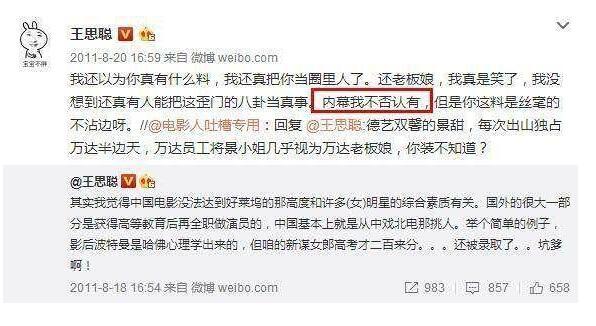 王思聪
2011-8-20 16:59 来自 微博 weibo.com
我还以为你真有什么料，我还真把你当圈里人了。还老板娘，我真是笑了，我没
想到还真有人能把这歪门的八卦当真事。内幕我不否认有，但是你这料是丝毫的
不沾边呀。//@电影人吐槽专用：回复 @王思聪:德艺双馨的景甜，每次出山独占
万达半边天，万达员工将景小姐几乎视为万达老板娘，你装不知道？
宝宝不胖
@王思聪
其实我觉得中国电影没法达到好莱坞的那高度和许多(女)明星的综合素质有关。国外的很大一部
分是获得高等教育后再全职做演员的，中国基本上就是从中戏北电那挑人。举个简单的例子，
影后波特曼是哈佛心理学出来的，但咱的新谋女郎高考才二百来分。。。还被录取了。。坑爹
啊！
2011-8-18 16:54 来自 微博 weibo.com
983 857 658